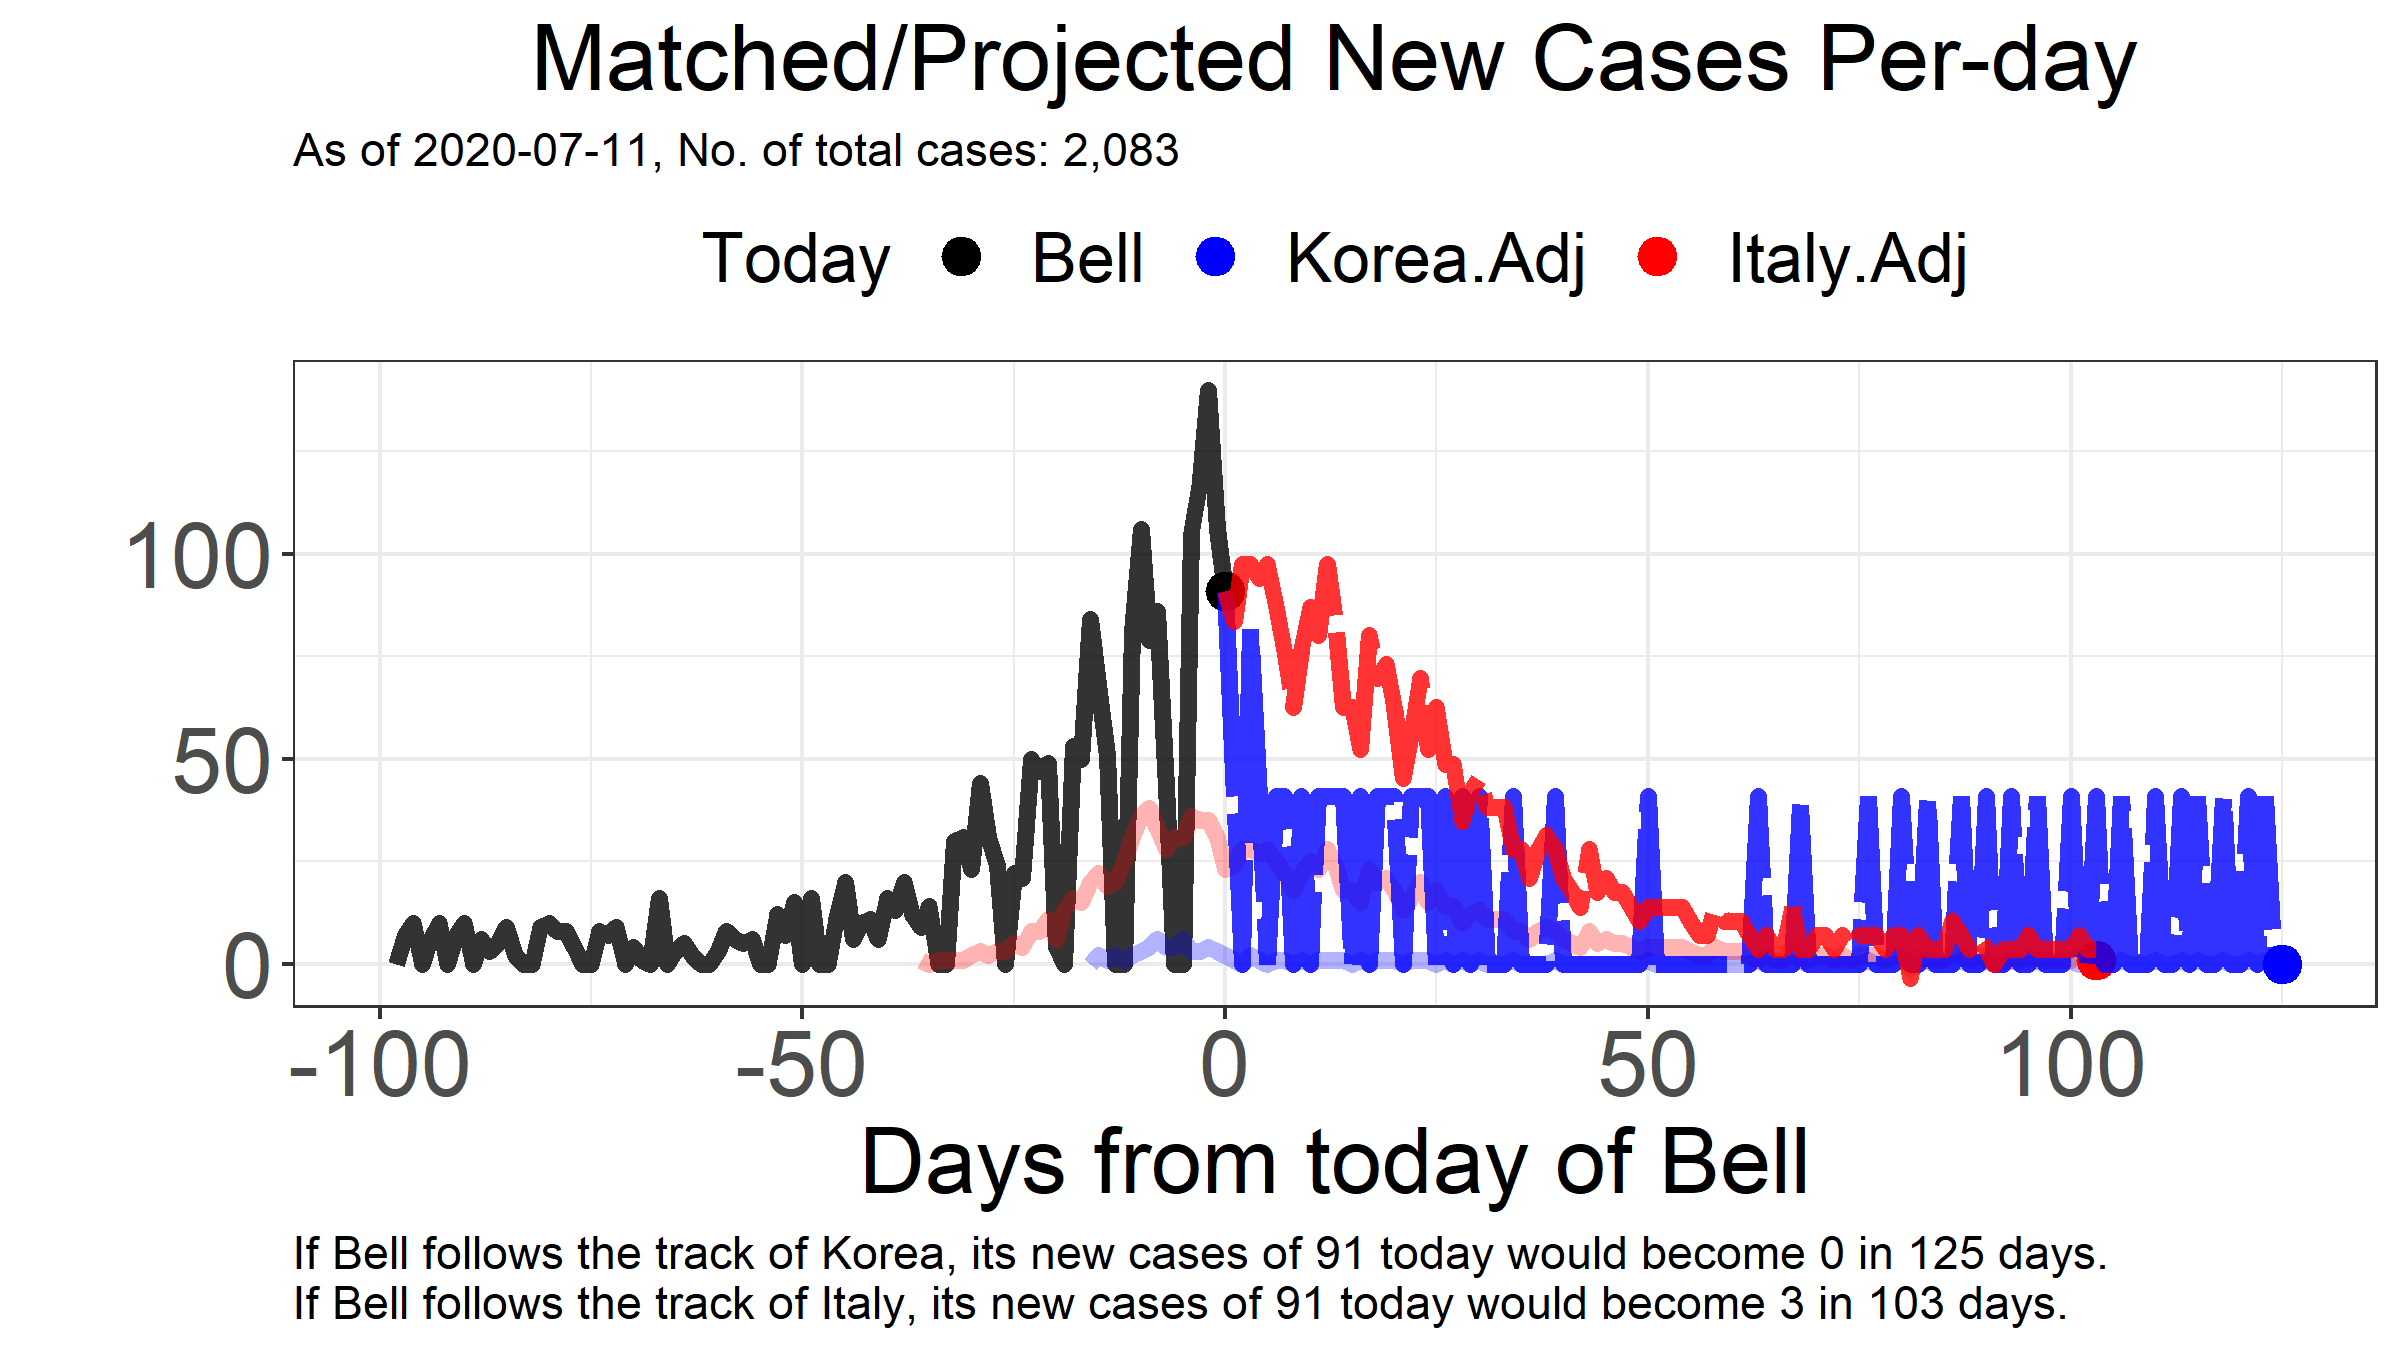 Matched/Projected New Cases Per-day
As of 2020-07-11, No. of total cases: 2,083
Today Bell Korea.Adj Italy.Adj
100
50
0
-100 -50 0 50 100
Days from today of Bell
If Bell follows the track of Korea, its new cases of 91 today would become 0 in 125 days.
If Bell follows the track of Italy, its new cases of 91 today would become 3 in 103 days.